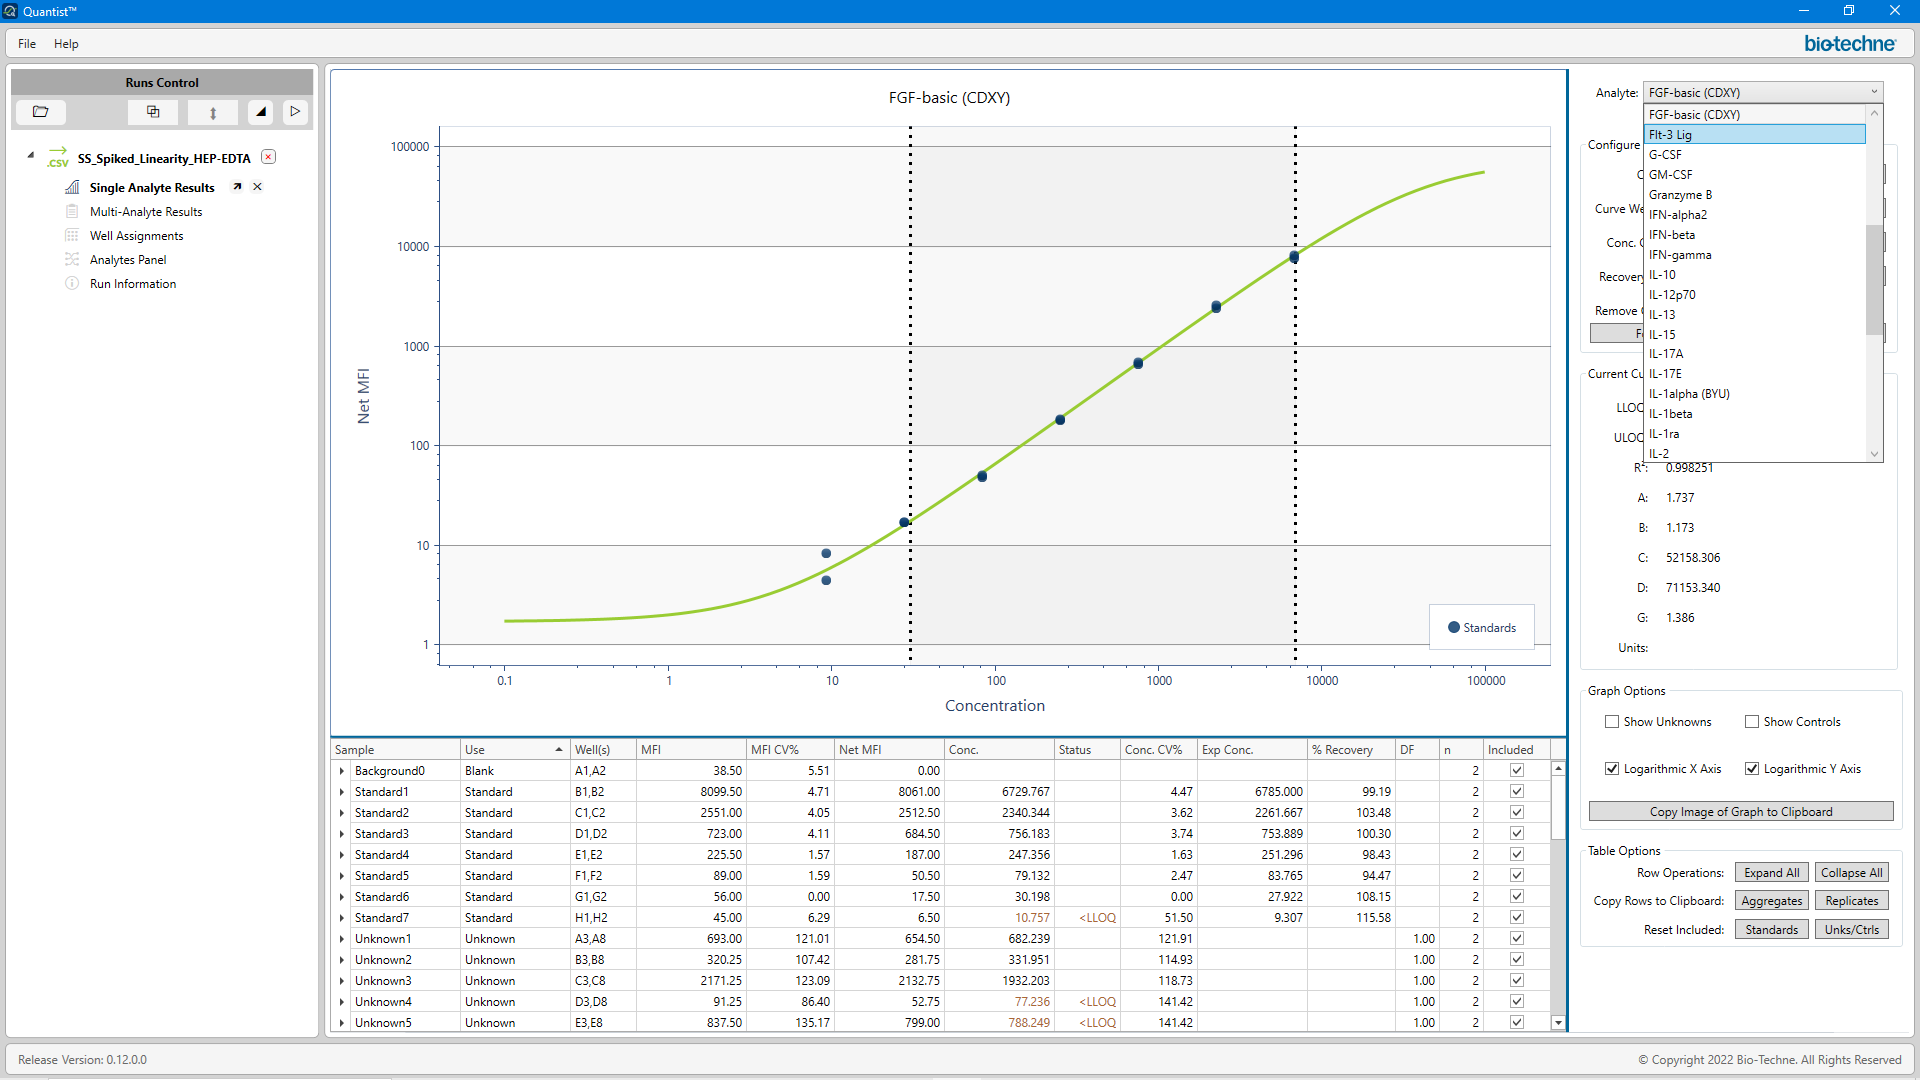 Quantist™
File Help
bio-techne
Runs Control
.CSV SS_Spiked_Linearity_HEP-EDTA
Single Analyte Results
Multi-Analyte Results
Well Assignments
Analytes Panel
Run Information
FGF-basic (CDXY)
Net MFI
100000
10000
1000
100
10
1
0.1 1 10 100 1000 10000 100000
Concentration
Standards
Analyte: FGF-basic (CDXY)
FGF-basic (CDXY)
Flt-3 Lig
G-CSF
GM-CSF
Granzyme B
IFN-alpha2
IFN-beta
IFN-gamma
IL-10
IL-12p70
IL-13
IL-15
IL-17A
IL-17E
IL-1alpha (BYU)
IL-1beta
IL-1ra
IL-2
Configure
Curve We
Conc. 
Recovery
Remove
Current Cu
LLOQ
ULOQ
R²: 0.998251
A: 1.737
B: 1.173
C: 52158.306
D: 71153.340
G: 1.386
Units:
Graph Options
Show Unknowns Show Controls
Logarithmic X Axis Logarithmic Y Axis
Copy Image of Graph to Clipboard
Table Options
Row Operations: Expand All Collapse All
Copy Rows to Clipboard: Aggregates Replicates
Reset Included: Standards Unks/Ctrls
Sample Use Well(s) MFI MFI CV% Net MFI Conc. Status Conc. CV% Exp Conc. % Recovery DF n Included
Background0 Blank A1,A2 38.50 5.51 0.00 2
Standard1 Standard B1,B2 8099.50 4.71 8061.00 6729.767 4.47 6785.000 99.19 2
Standard2 Standard C1,C2 2551.00 4.05 2512.50 2340.344 3.62 2261.667 103.48 2
Standard3 Standard D1,D2 723.00 4.11 684.50 756.183 3.74 753.889 100.30 2
Standard4 Standard E1,E2 225.50 1.57 187.00 247.356 1.63 251.296 98.43 2
Standard5 Standard F1,F2 89.00 1.59 50.50 79.132 2.47 83.765 94.47 2
Standard6 Standard G1,G2 56.00 0.00 17.50 30.198 0.00 27.922 108.15 2
Standard7 Standard H1,H2 45.00 6.29 6.50 10.757 <LLOQ 51.50 9.307 115.58 2
Unknown1 Unknown A3,A8 693.00 121.01 654.50 682.239 121.91 1.00 2
Unknown2 Unknown B3,B8 320.25 107.42 281.75 331.951 114.93 1.00 2
Unknown3 Unknown C3,C8 2171.25 123.09 2132.75 1932.203 118.73 1.00 2
Unknown4 Unknown D3,D8 91.25 86.40 52.75 77.236 <LLOQ 141.42 1.00 2
Unknown5 Unknown E3,E8 837.50 135.17 799.00 788.249 <LLOQ 141.42 1.00 2
Release Version: 0.12.0.0
© Copyright 2022 Bio-Techne. All Rights Reserved